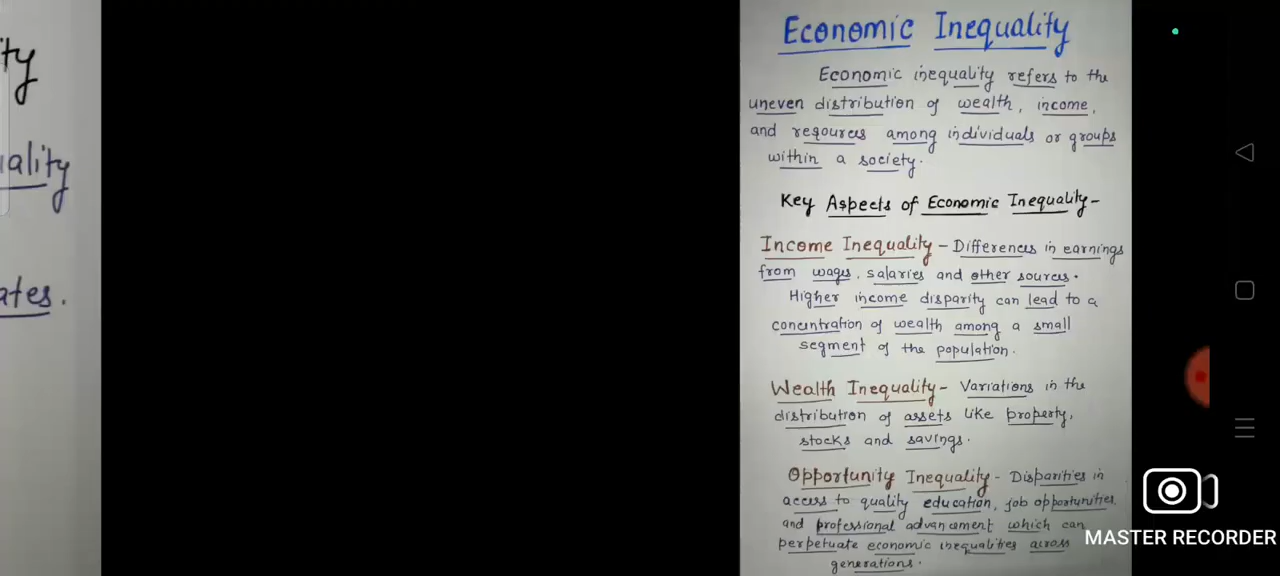 ty
uality
ates.
Economic Inequality
Economic inequality refers to the
uneven distribution of wealth, income,
and resources among individuals or groups
within a society.
Key Aspects of Economic Inequality-
Income Inequality - Differences in earnings
from wages, salaries and other sources.
Higher income disparity can lead to a
concentration of wealth among a small
segment of the population.
Wealth Inequality - Variations in the
distribution of assets like property,
stocks and savings.
Opportunity Inequality - Disparities in
access to quality education, job opportunities,
and professional advancement which can
perpetuate economic inequalities across
generations.
MASTER RECORDER